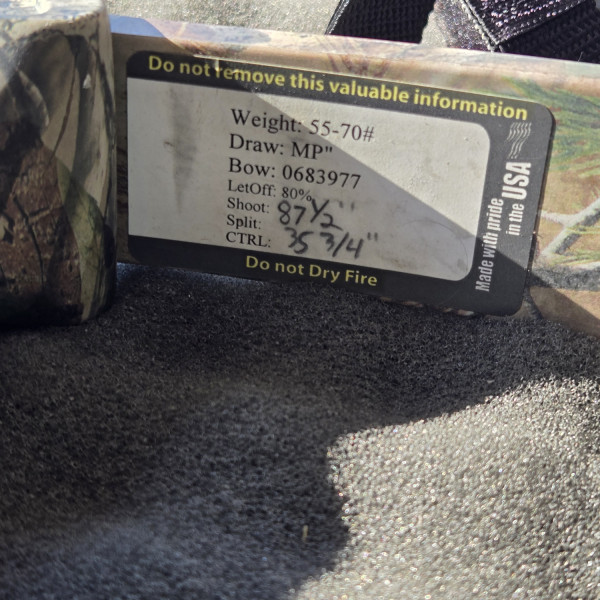 Do not remove this valuable information
Weight: 55-70#
Draw: MP"
Bow: 0683977
LetOff: 80%
Shoot: 87 1/2"
Split:
CTRL: 35 3/4"
Do not Dry Fire
Made with pride
in the USA